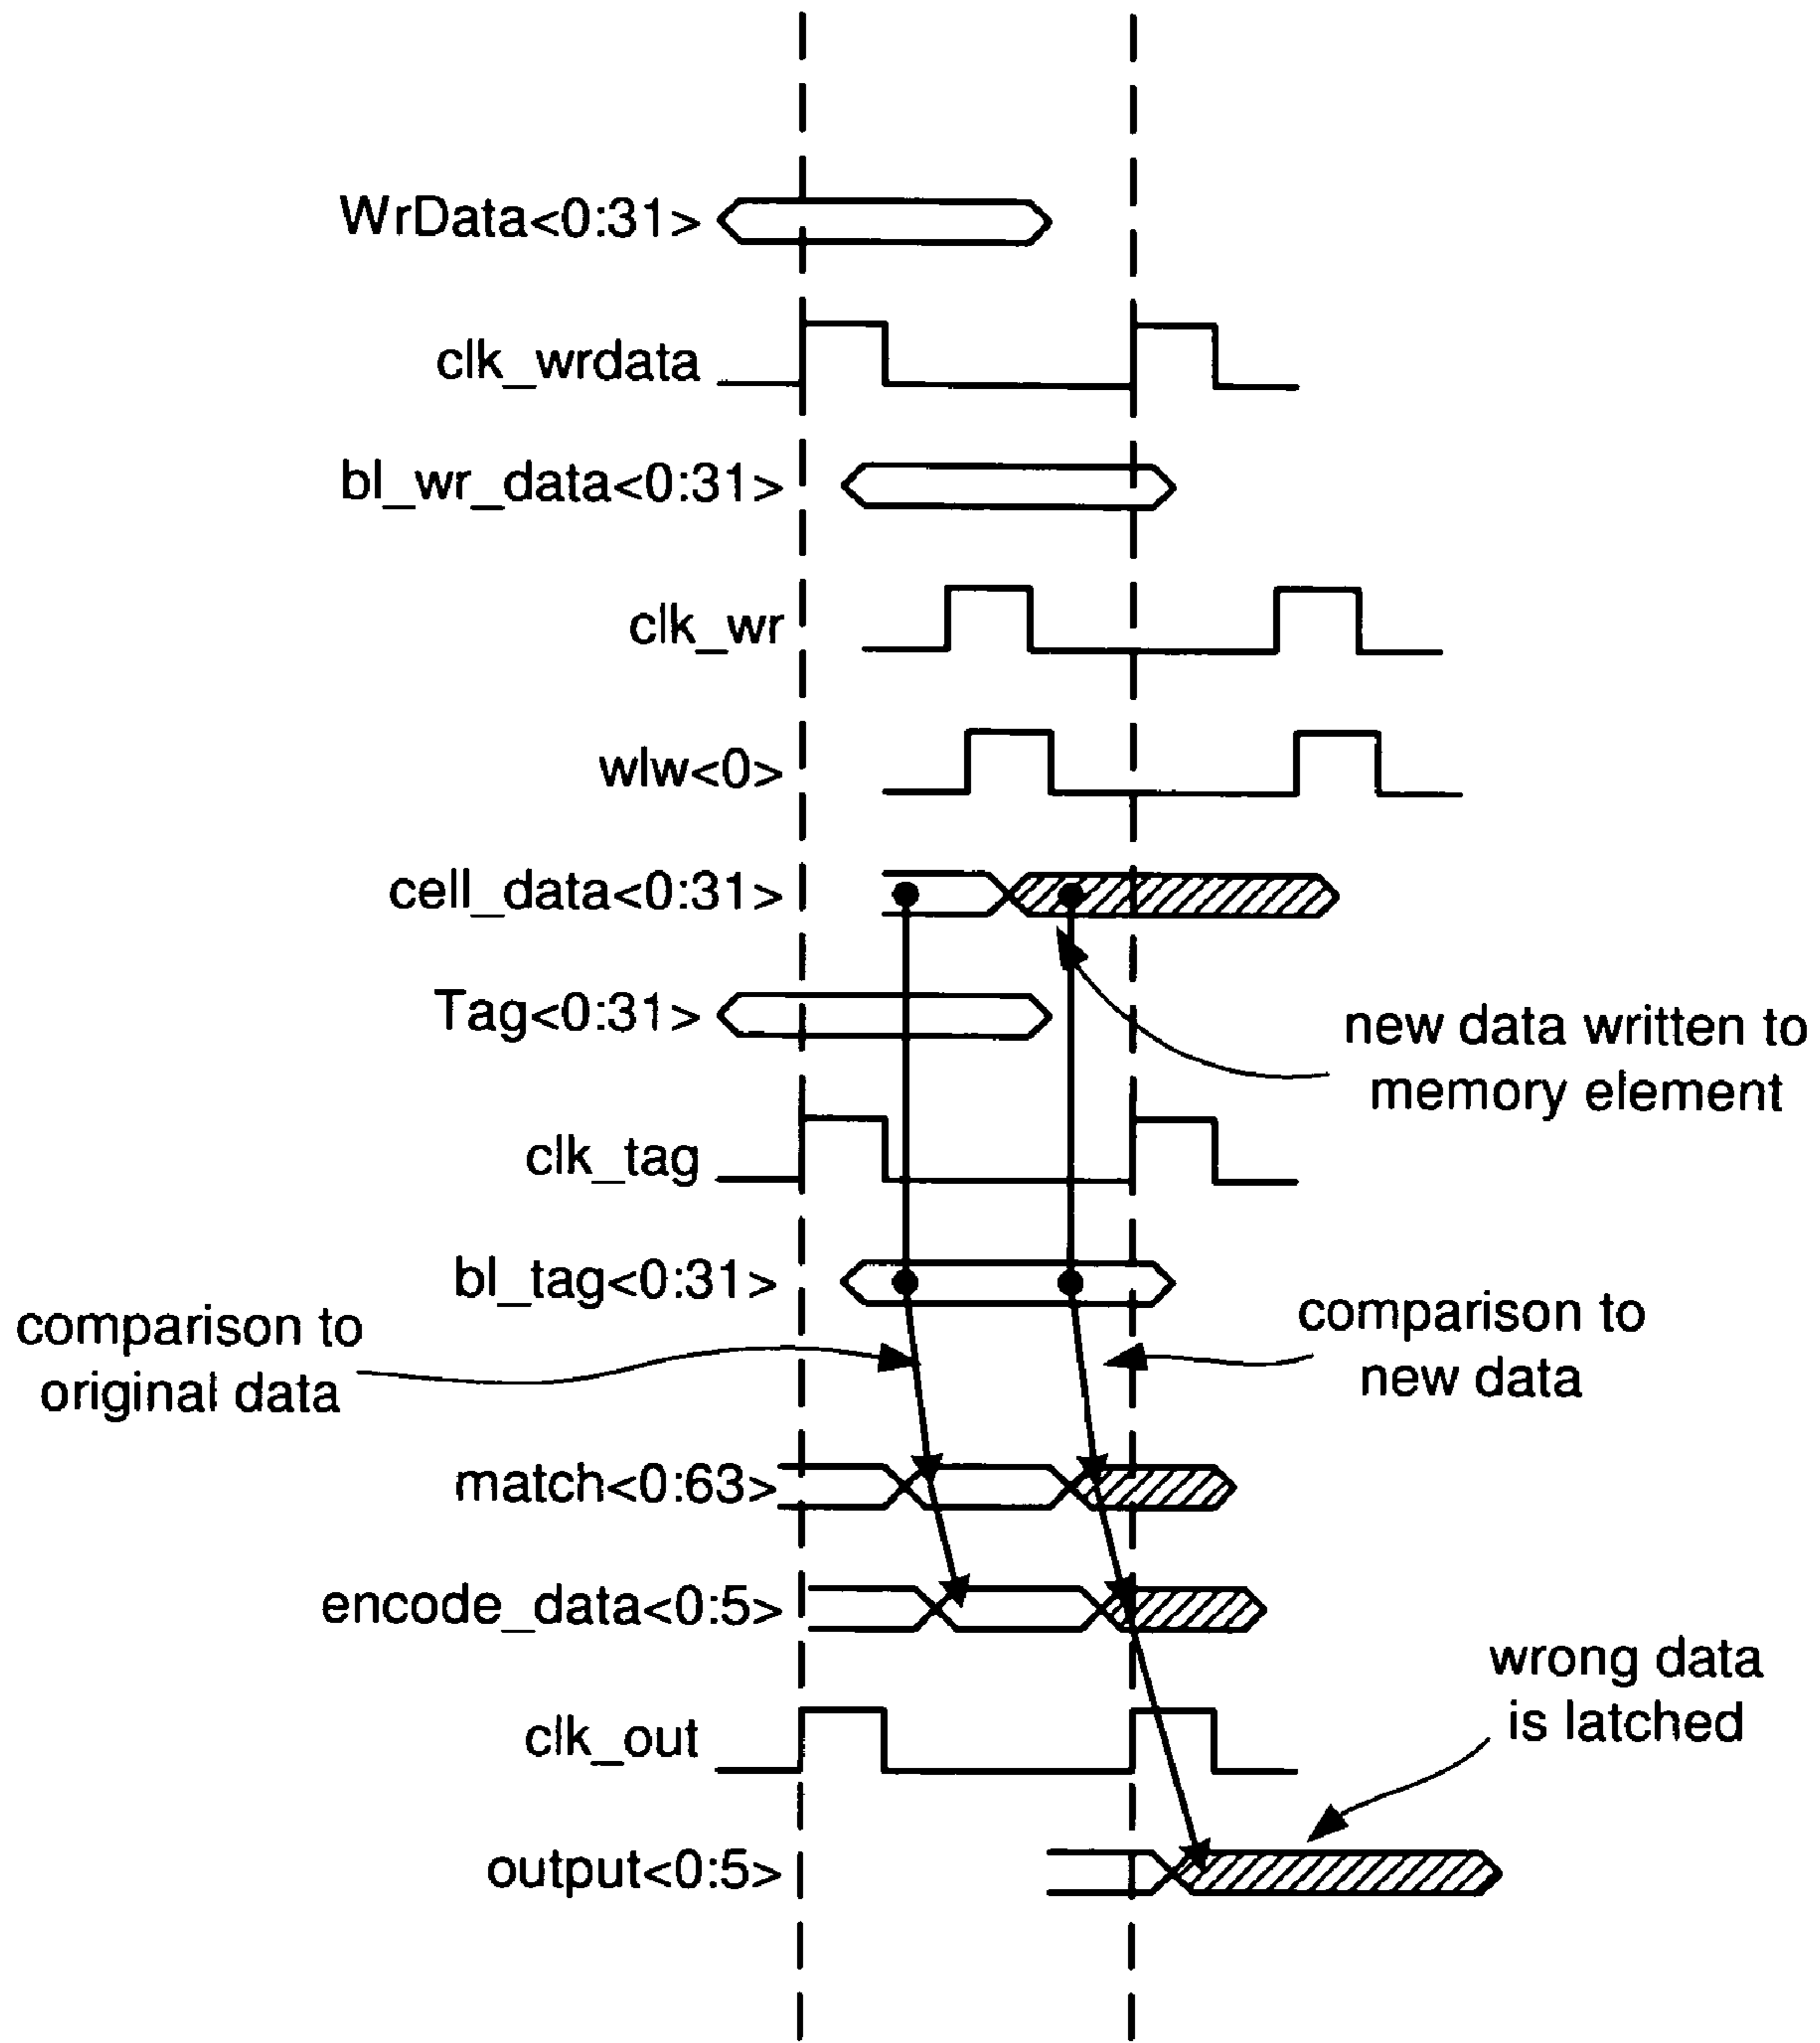 WrData<0:31>
clk_wrdata
bl_wr_data<0:31>
clk_wr
wlw<0>
cell_data<0:31>
Tag<0:31>
new data written to
memory element
clk_tag
bl_tag<0:31>
comparison to
original data
comparison to
new data
match<0:63>
encode_data<0:5>
wrong data
is latched
clk_out
output<0:5>